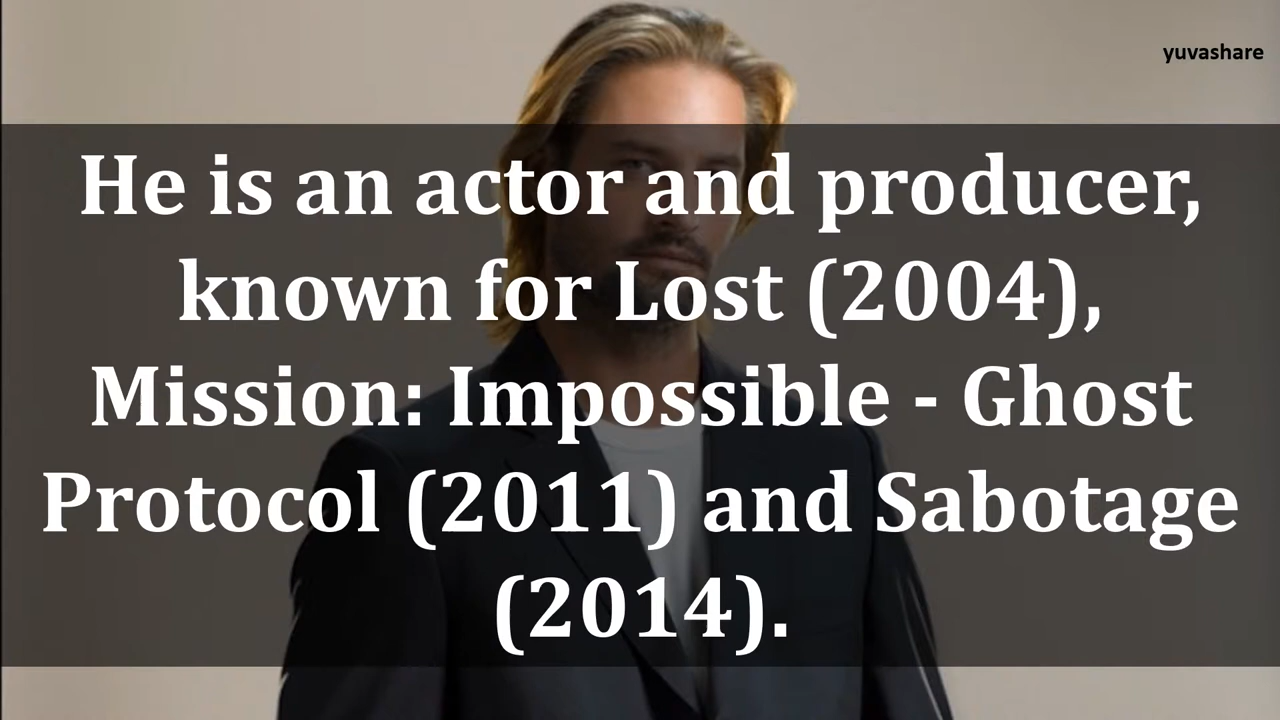 yuvashare
He is an actor and producer,
known for Lost (2004),
Mission: Impossible - Ghost
Protocol (2011) and Sabotage
(2014).